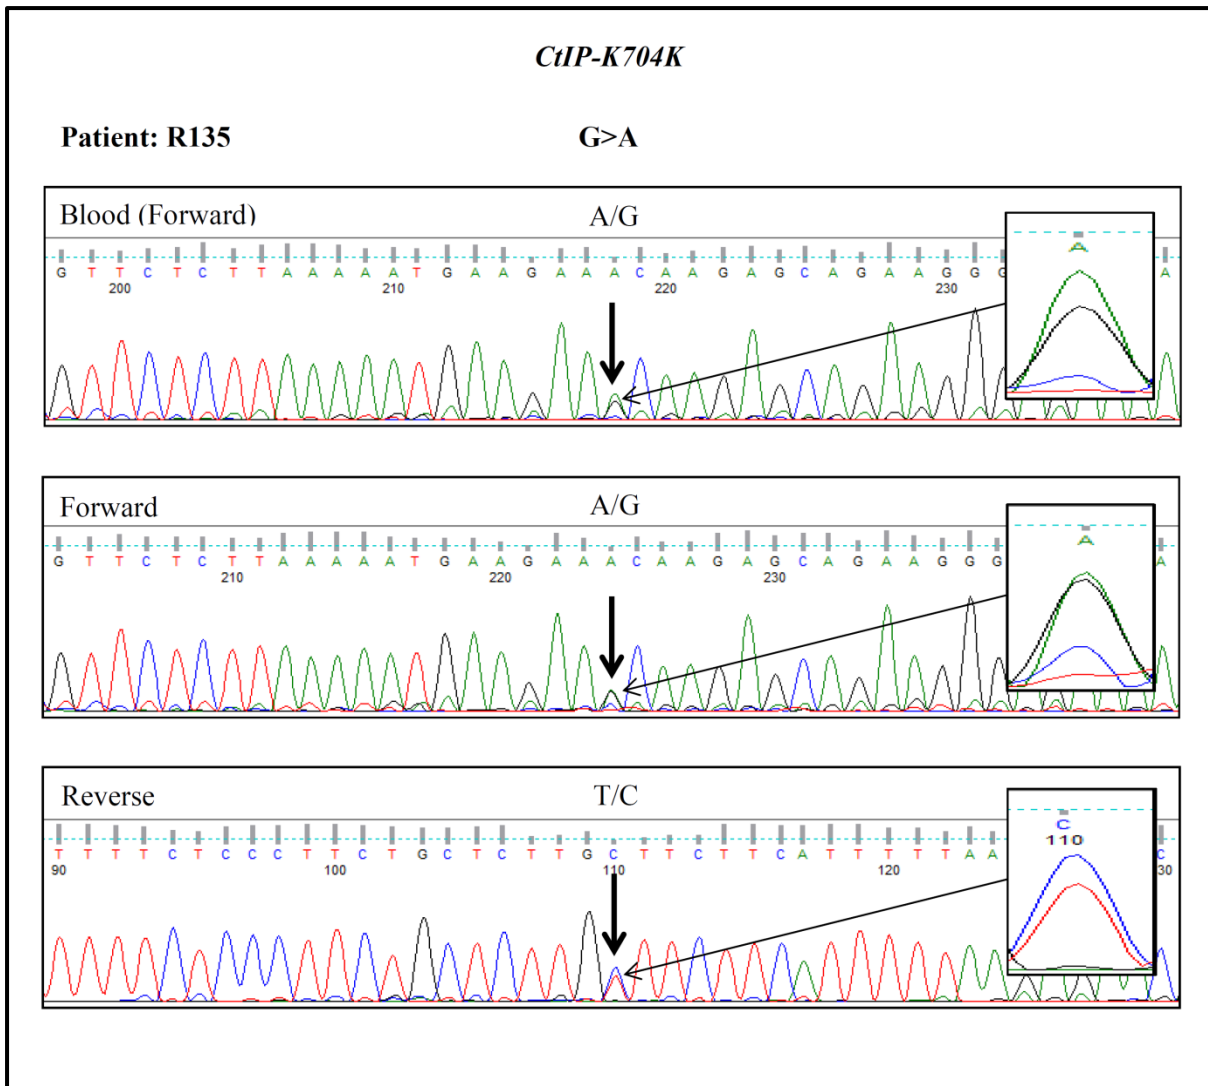 CtIP-K704K
Patient: R135 G>A
Blood (Forward) A/G
G T T C T C T T A A A A A T G A A G A A A C A A G A G C A G A A G G G A A
200 210 220 230
Forward A/G
G T T C T C T T A A A A A T G A A G A A A C A A G A G C A G A A G G G A A
210 220 230
Reverse T/C
T T T T C T C C C T T C T G C T C T T G C T T C T T C A T T T T T A A C C
90 100 110 120 110 30